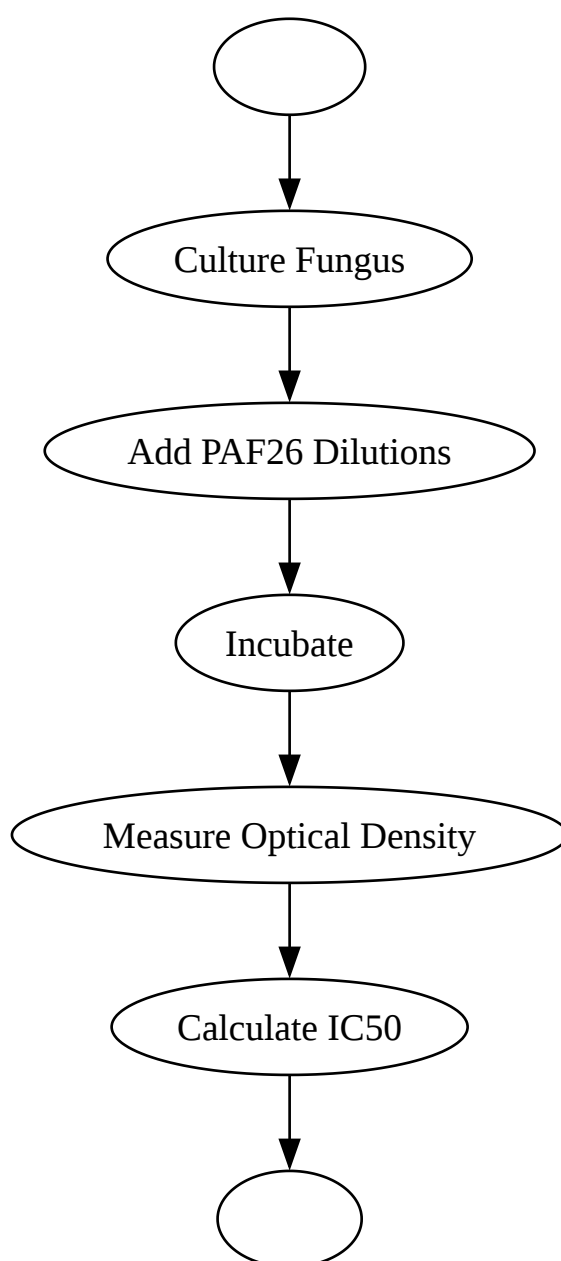 Culture Fungus
Add PAF26 Dilutions
Incubate
Measure Optical Density
Calculate IC50